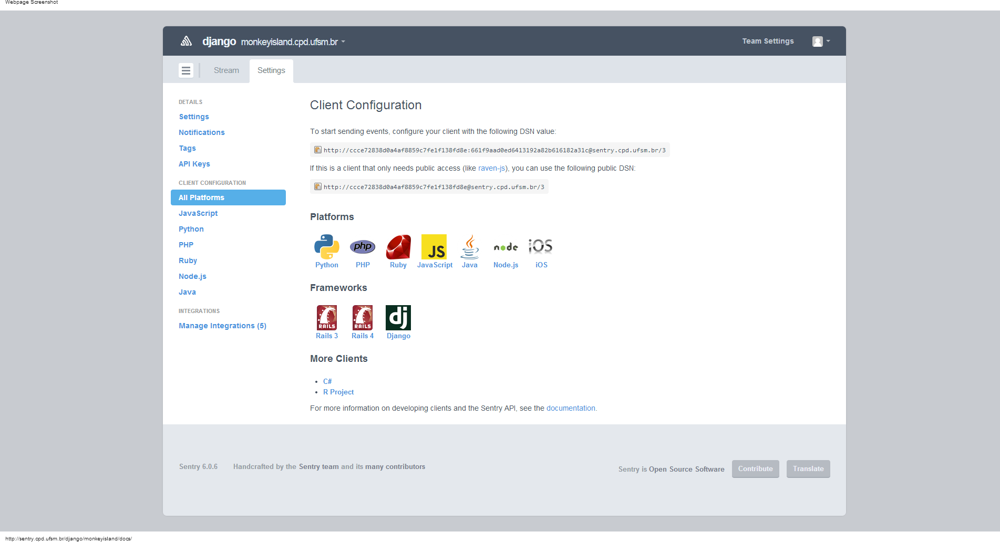 Webpage Screenshot
django monkeyisland.cpd.ufsm.br
Team Settings
Stream
Settings
DETAILS
Settings
Notifications
Tags
API Keys
CLIENT CONFIGURATION
All Platforms
JavaScript
Python
PHP
Ruby
Node.js
Java
INTEGRATIONS
Manage Integrations (5)
Client Configuration
To start sending events, configure your client with the following DSN value:
http://ccce72838d0a4af8859c7fe1f138fd8e:661f9aad0ed6413192a82b616182a31c@sentry.cpd.ufsm.br/3
If this is a client that only needs public access (like raven-js), you can use the following public DSN:
http://ccce72838d0a4af8859c7fe1f138fd8e@sentry.cpd.ufsm.br/3
Platforms
php
JS
node
iOS
Python
PHP
Ruby
JavaScript
Java
Node.js
iOS
Frameworks
RAILS
RAILS
dj
Rails 3
Rails 4
Django
More Clients
C#
R Project
For more information on developing clients and the Sentry API, see the documentation.
Sentry 6.0.6
Handcrafted by the Sentry team and its many contributors
Sentry is Open Source Software
Contribute
Translate
http://sentry.cpd.ufsm.br/django/monkeyisland/docs/